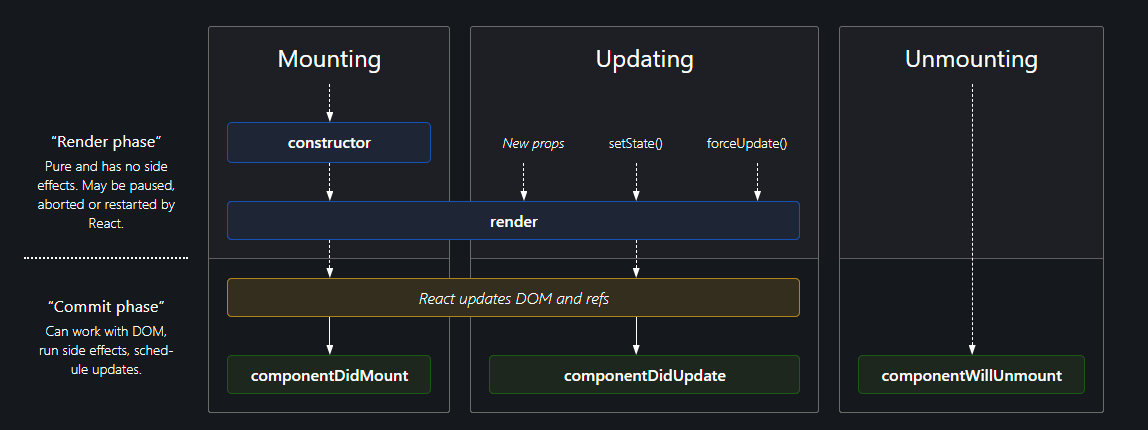 Mounting
Updating
Unmounting
“Render phase”
Pure and has no side
effects. May be paused,
aborted or restarted by
React.
constructor
New props
setState()
forceUpdate()
render
“Commit phase”
Can work with DOM,
run side effects, sched-
ule updates.
React updates DOM and refs
componentDidMount
componentDidUpdate
componentWillUnmount